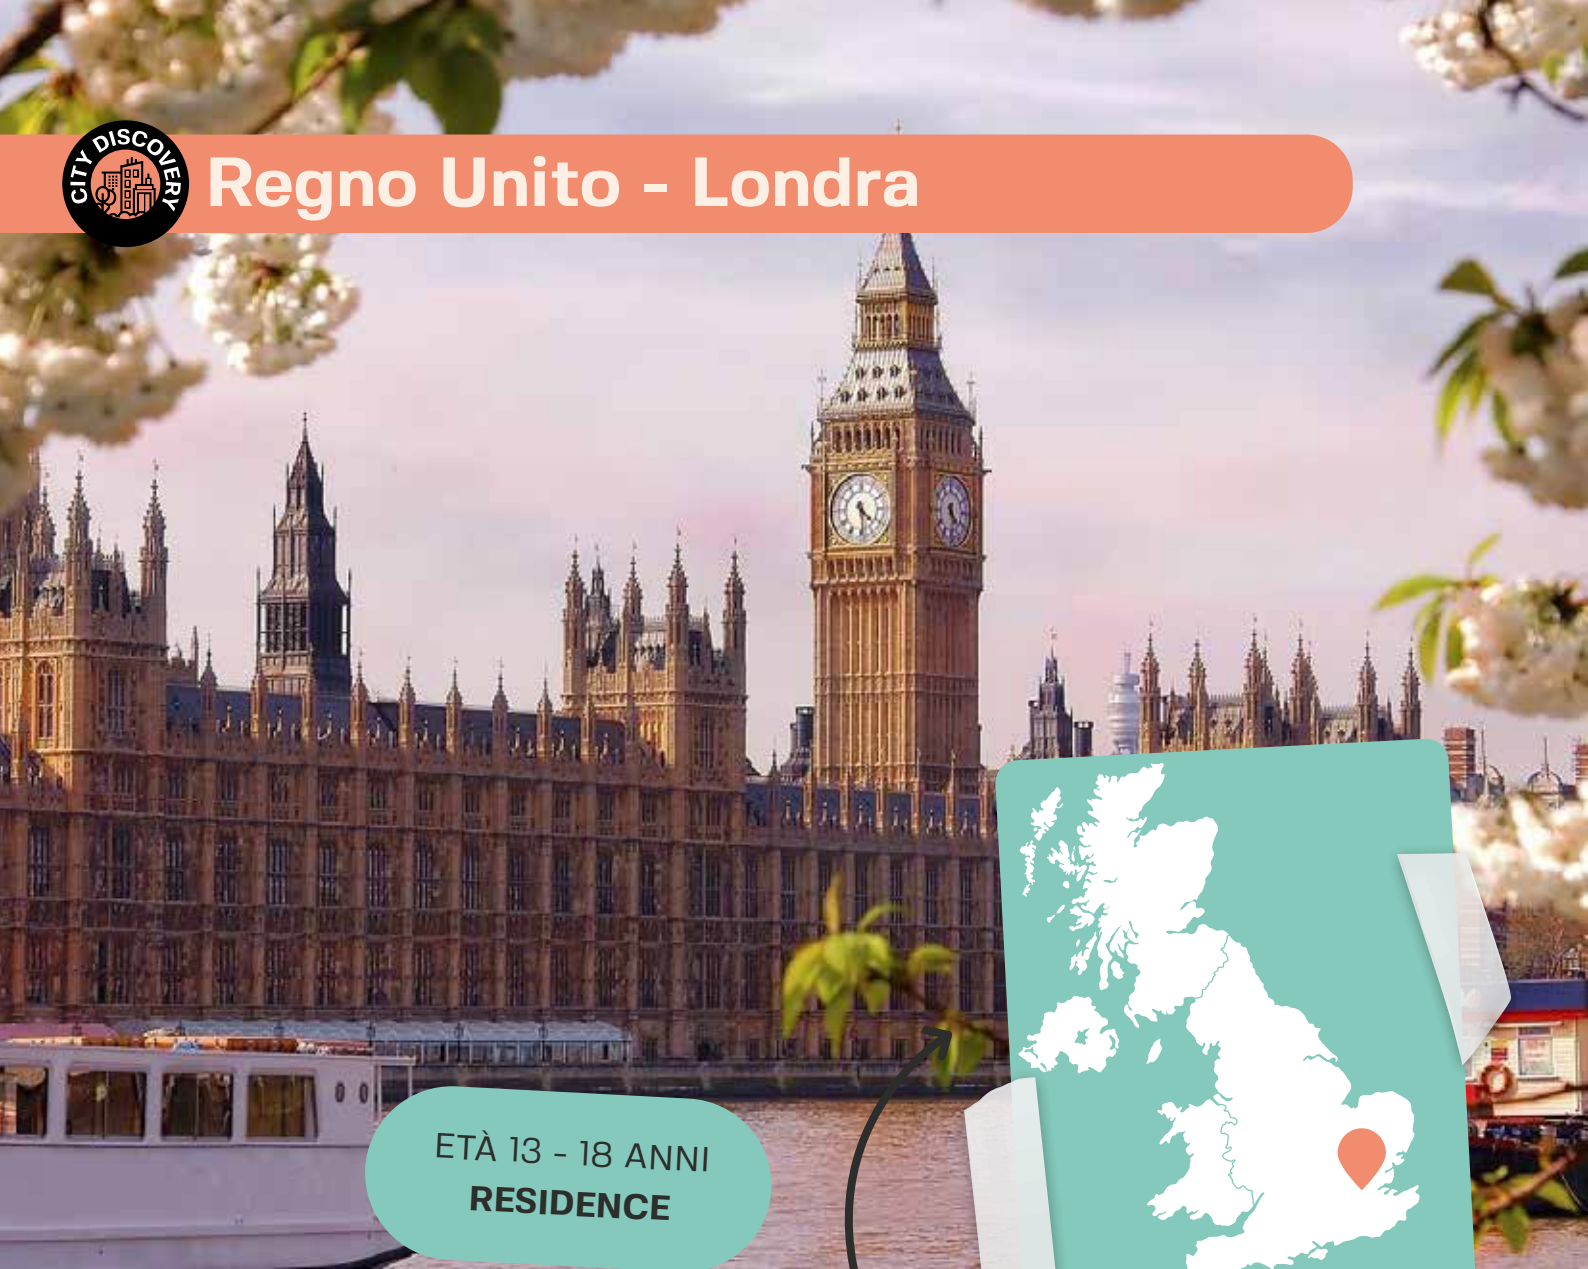 CITY DISCOVERY
Regno Unito - Londra
ETÀ 13 - 18 ANNI
RESIDENCE